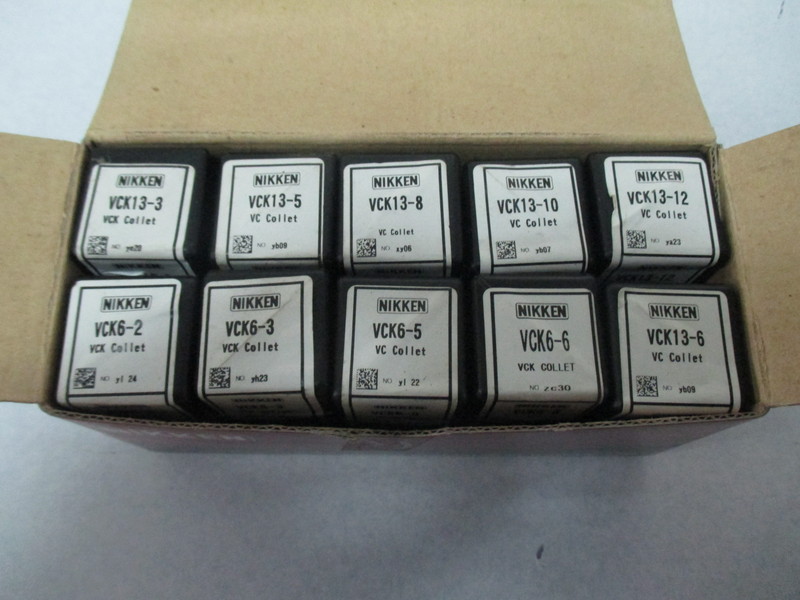 NIKKEN
VCK13-3
VCK Collet
NO
NIKKEN
VCK13-5
VC Collet
NO yb09
NIKKEN
VCK13-8
VC Collet
NO xy06
NIKKEN
VCK13-10
VC Collet
NO yb07
NIKKEN
VCK13-12
VC Collet
NO yx23
VCK13-12
NIKKEN
VCK6-2
VCK Collet
NO yl 24
NIKKEN
VCK6-3
VCK Collet
NO yh23
NIKKEN
VCK6-5
VC Collet
NO yl 22
NIKKEN
VCK6-6
VCK COLLET
NO zc30
NIKKEN
VCK13-6
VC Collet
NO yb09